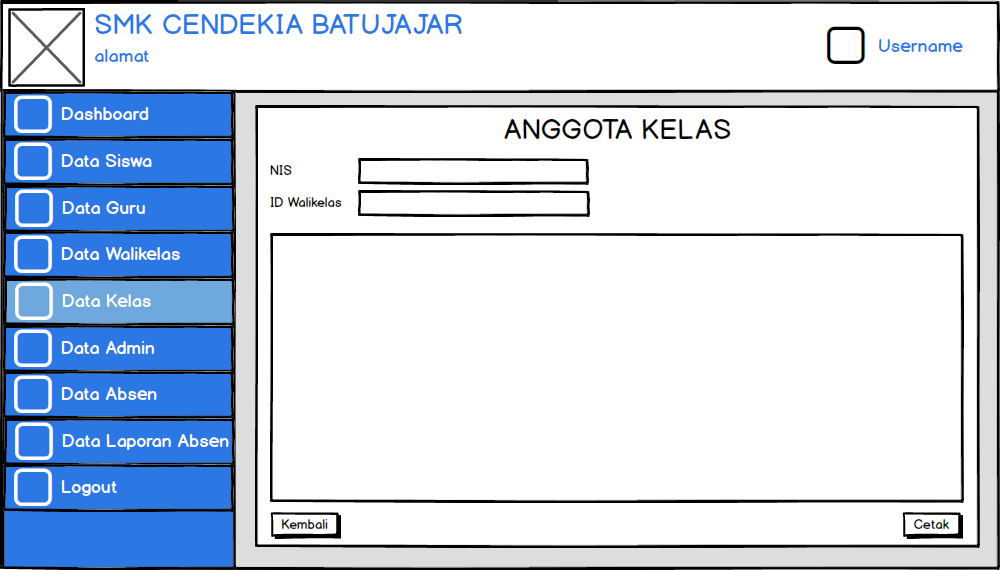 SMK CENDEKIA BATUJAJAR
alamat
Username
Dashboard
Data Siswa
Data Guru
Data Walikelas
Data Kelas
Data Admin
Data Absen
Data Laporan Absen
Logout
ANGGOTA KELAS
NIS
ID Walikelas
Kembali
Cetak